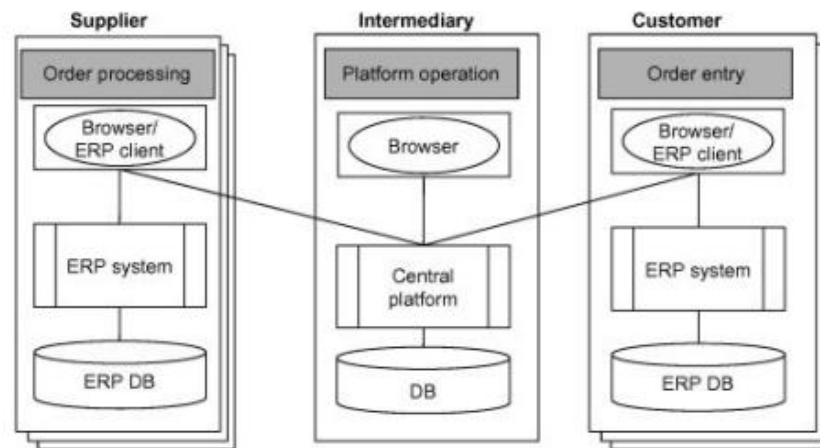 Supplier
Intermediary
Customer
Order processing
Platform operation
Order entry
Browser/
ERP client
Browser
Browser/
ERP client
ERP system
Central
platform
ERP system
ERP DB
DB
ERP DB